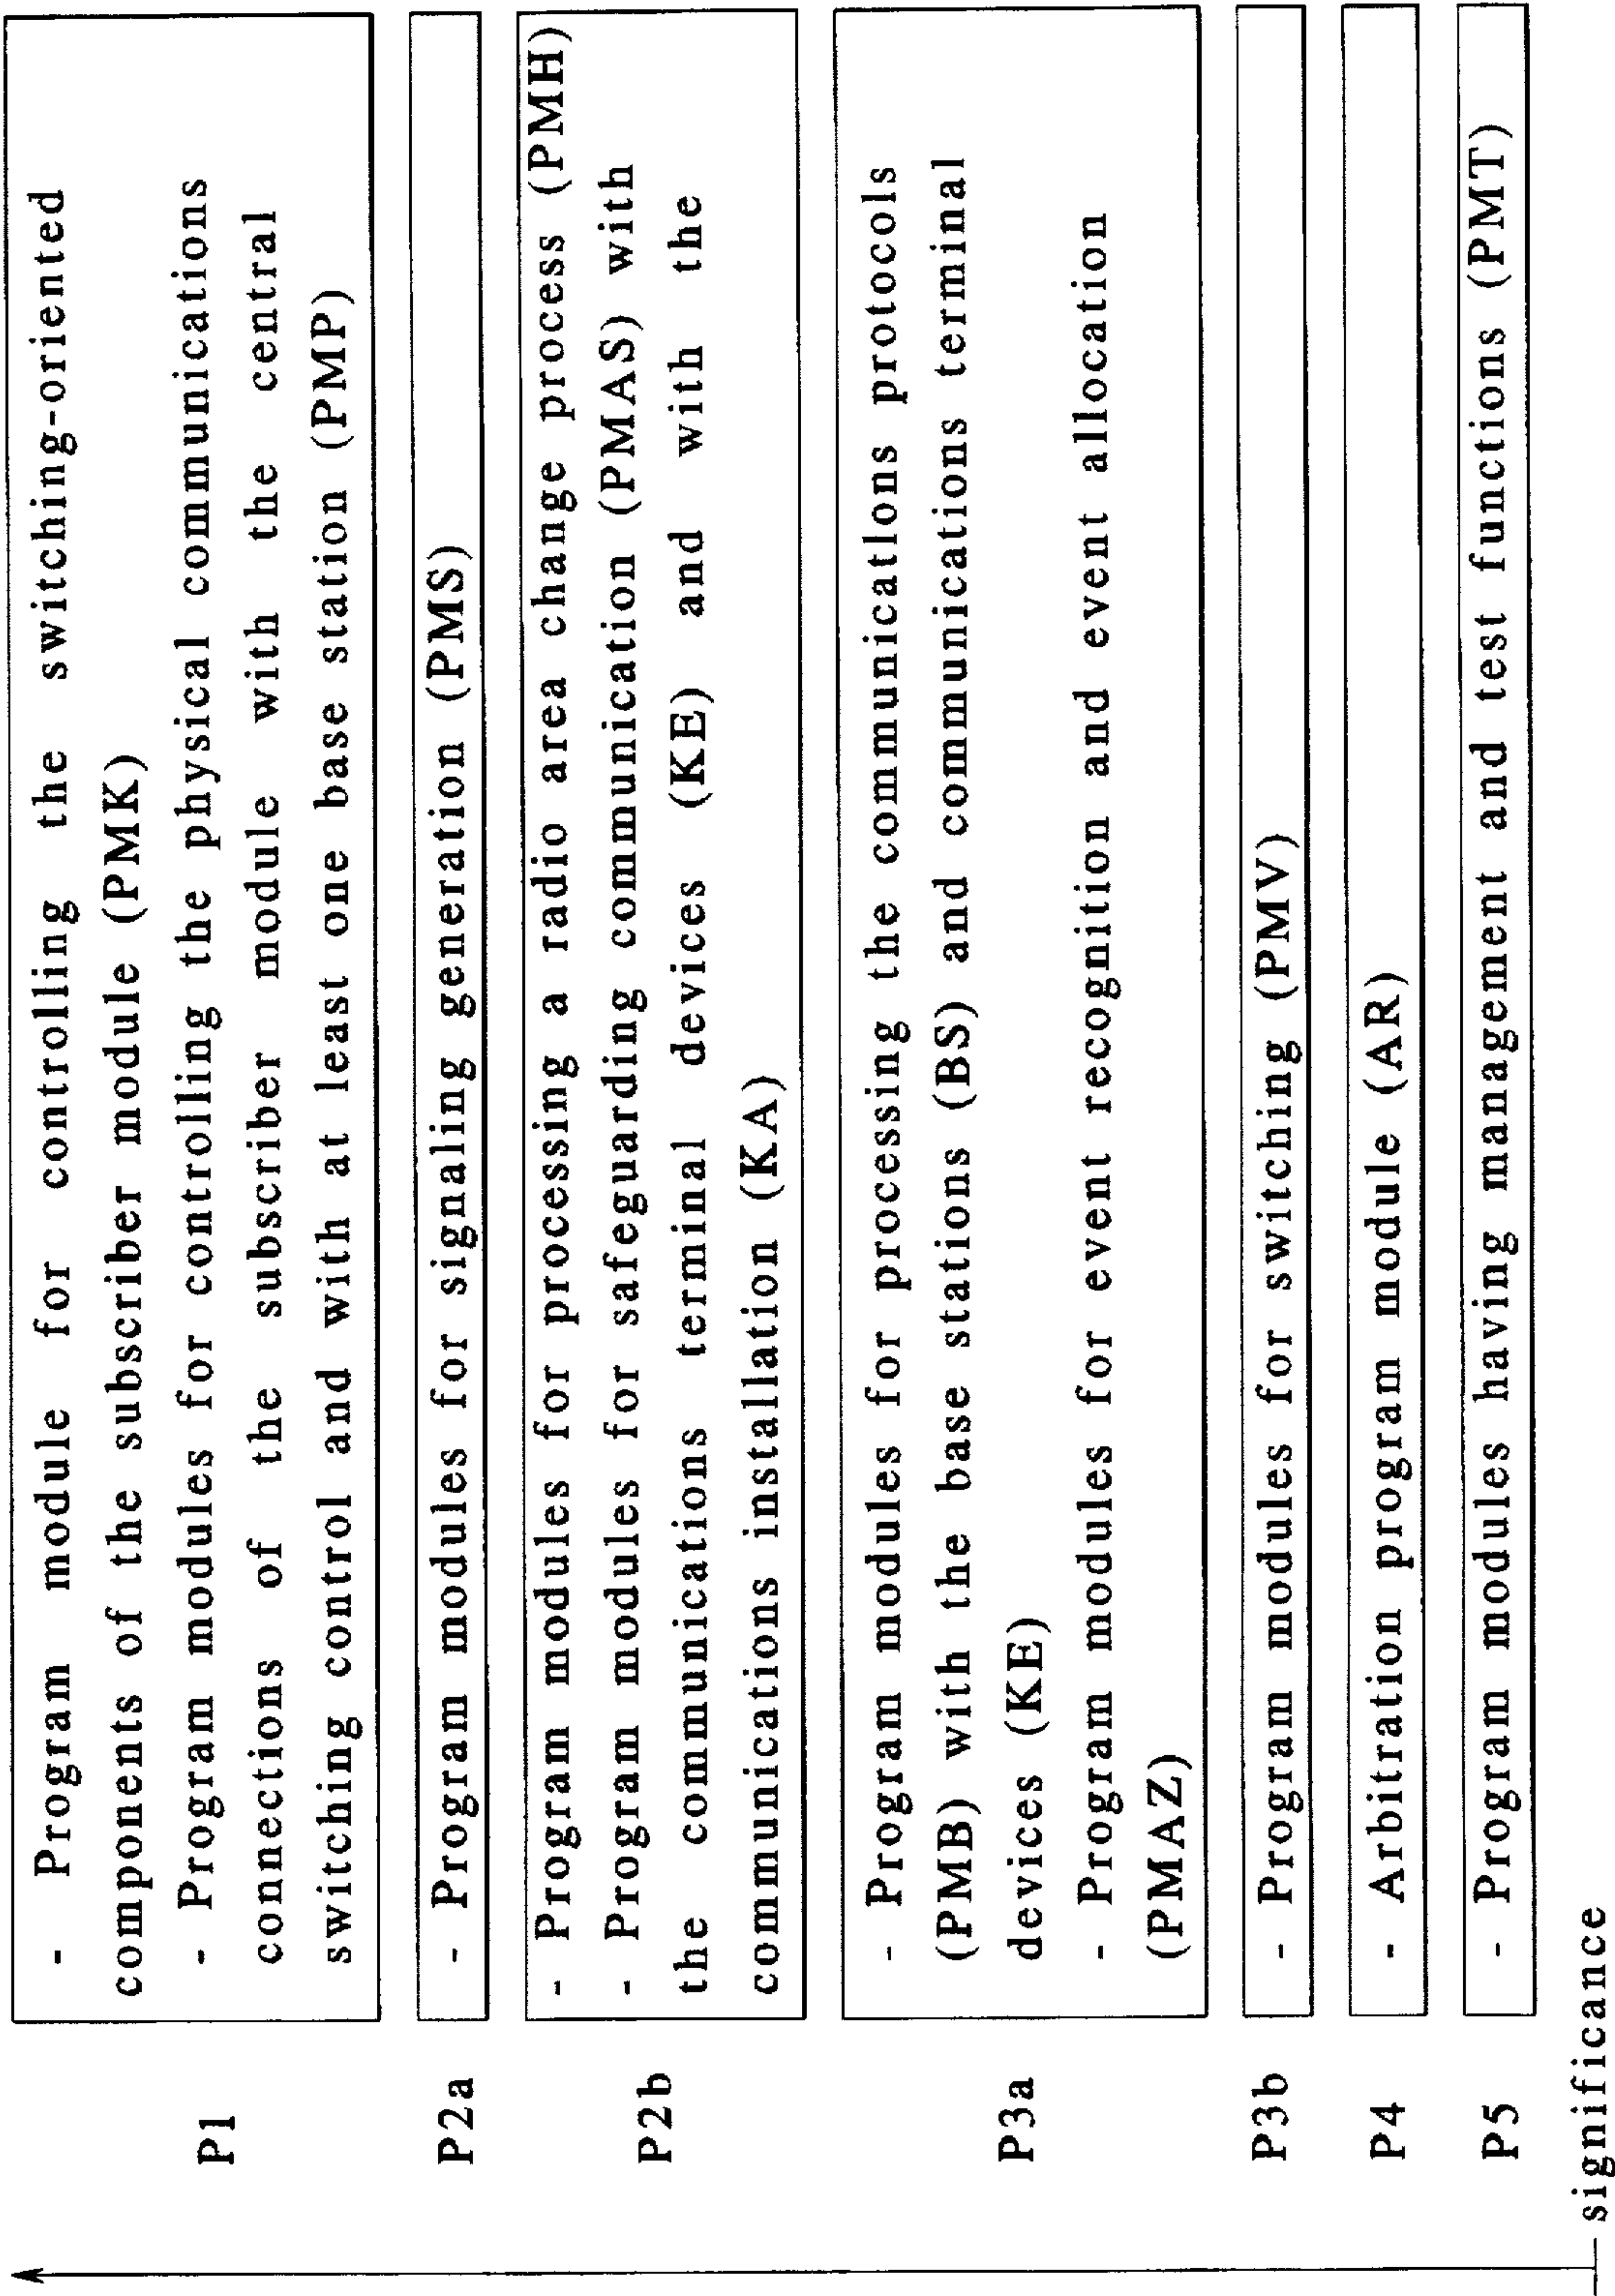 - Program module for controlling the switching-oriented
components of the subscriber module (PMK)
- Program modules for controlling the physical communications
connections of the subscriber module with the central
switching control and with at least one base station (PMP)
P1
- Program modules for signaling generation (PMS)
P2a
- Program modules for processing a radio area change process (PMH)
- Program modules for safeguarding communication (PMAS) with
the communications terminal devices (KE) and with the
communications installation (KA)
P2b
- Program modules for processing the communications protocols
(PMB) with the base stations (BS) and communications terminal
devices (KE)
- Program modules for event recognition and event allocation
(PMAZ)
P3a
- Program modules for switching (PMV)
P3b
- Arbitration program module (AR)
P4
- Program modules having management and test functions (PMT)
P5
significance